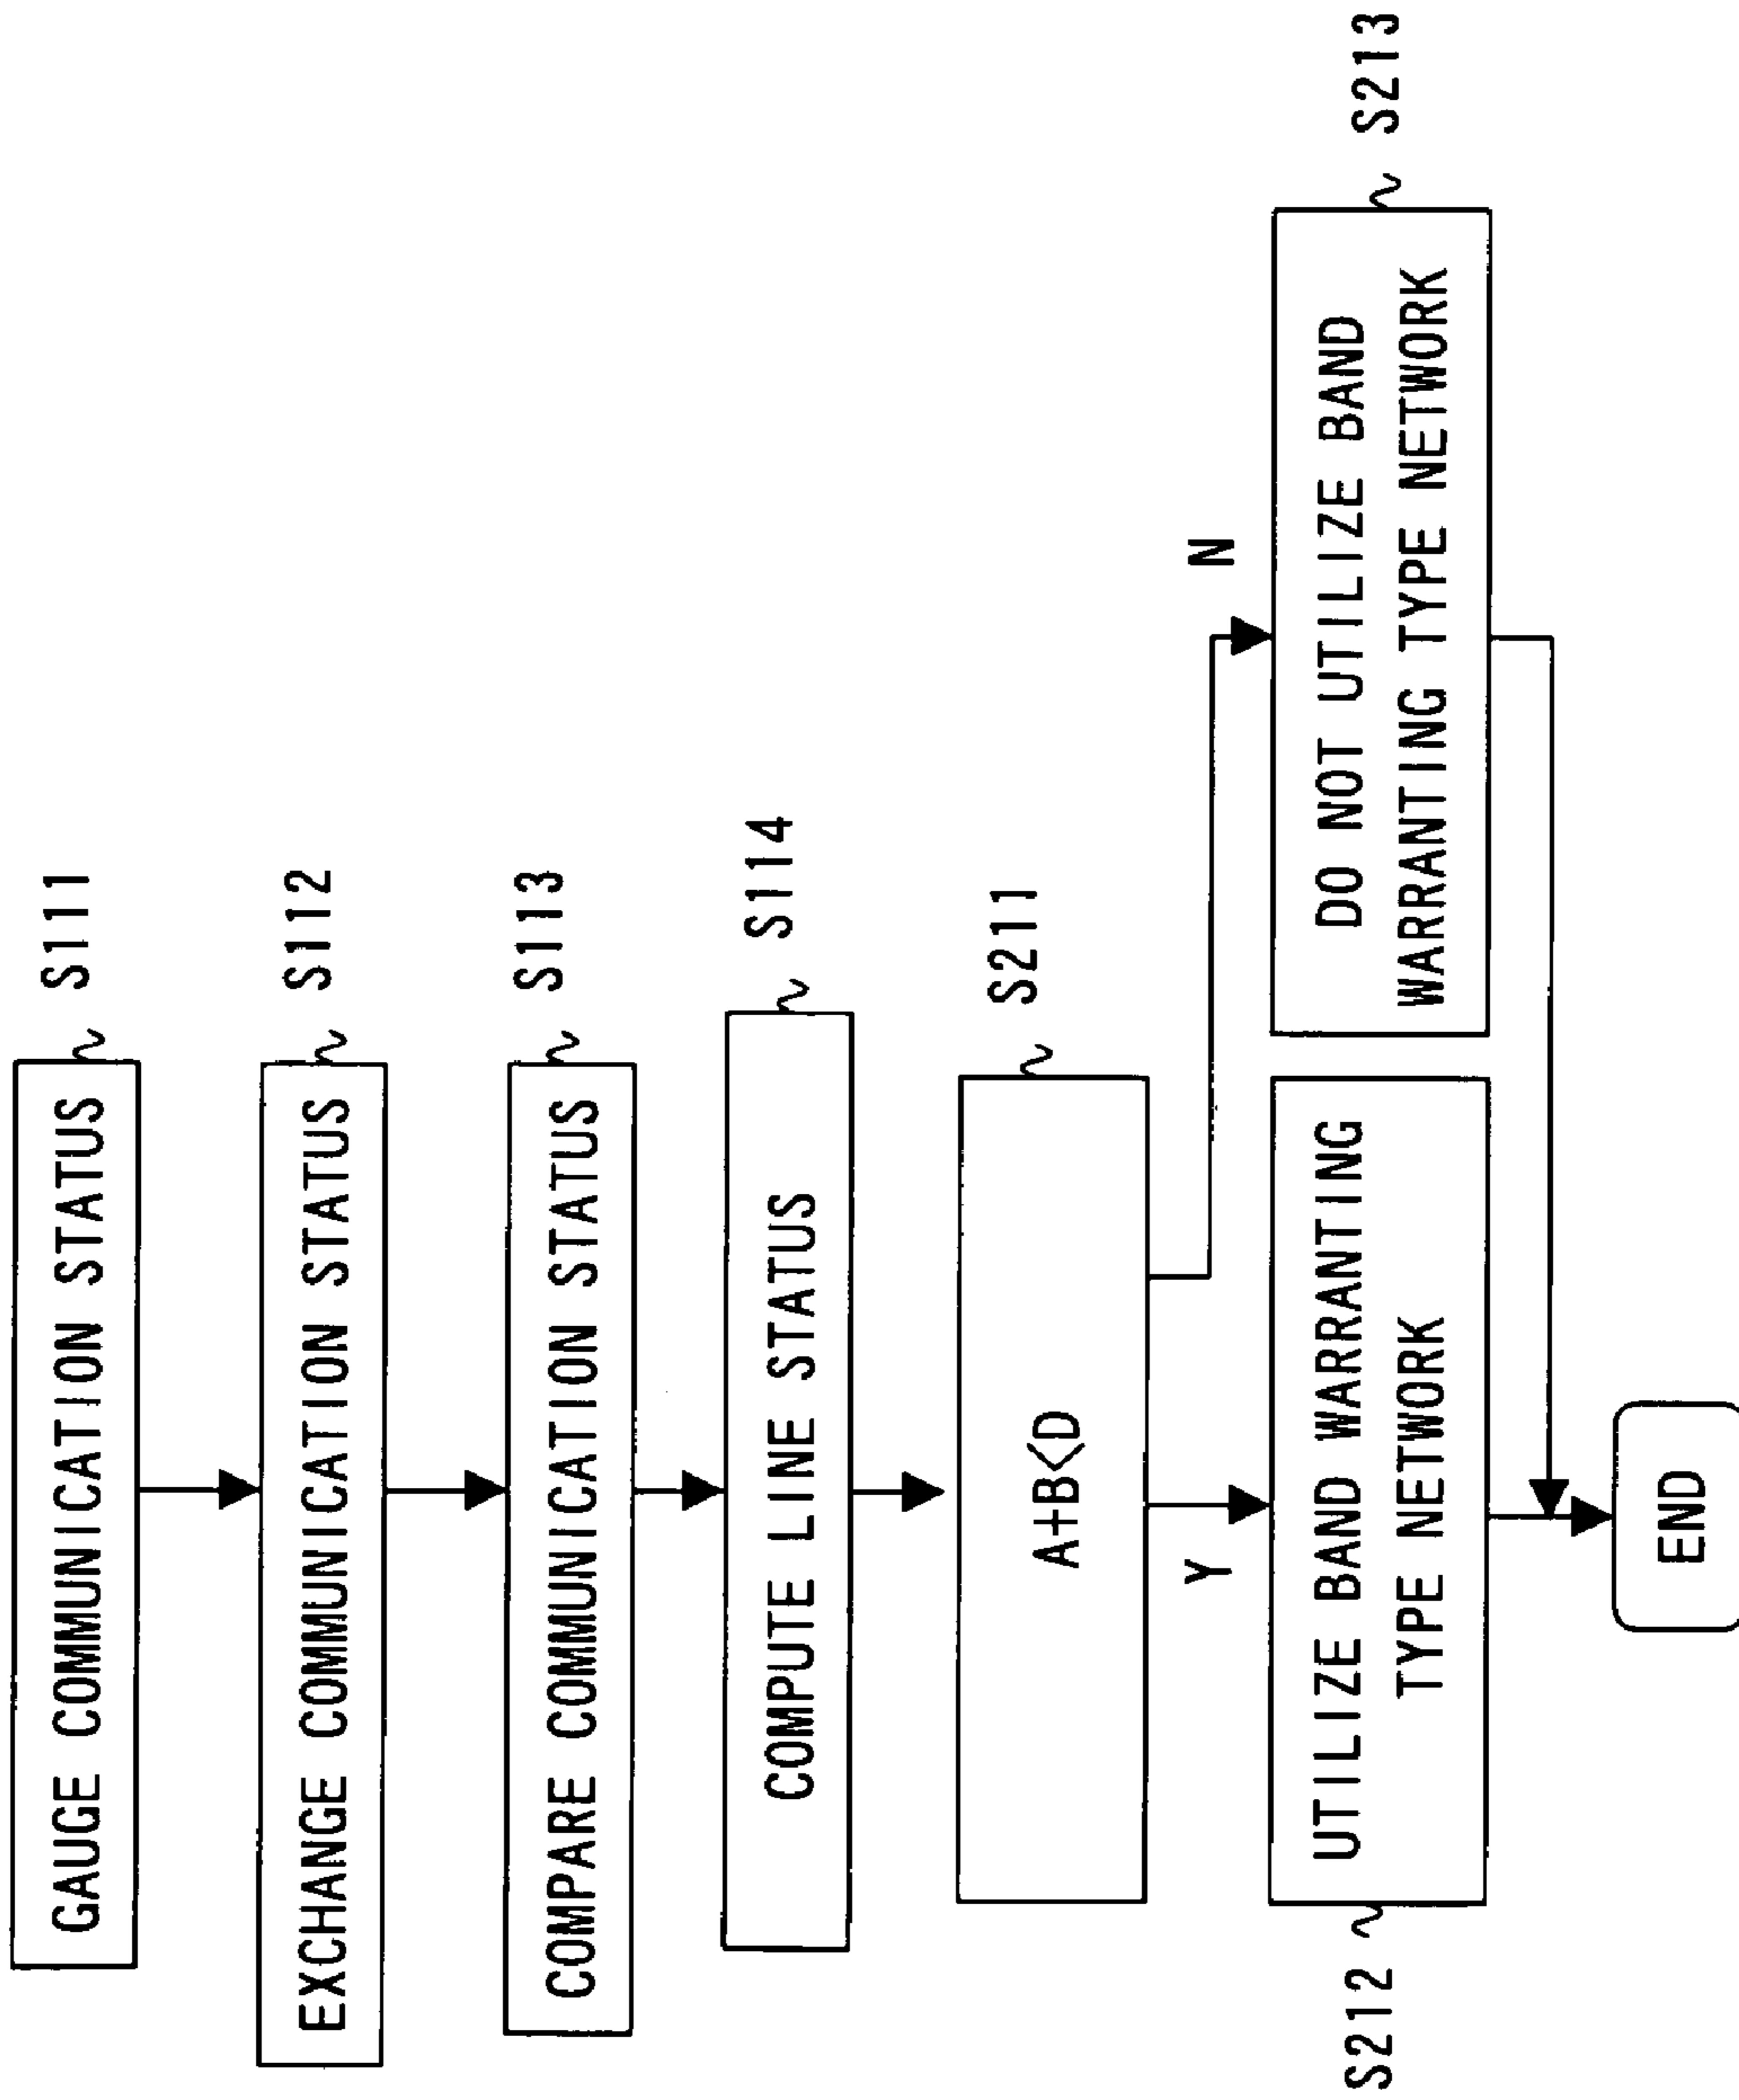 GAUGE COMMUNICATION STATUS
S111
EXCHANGE COMMUNICATION STATUS
S112
COMPARE COMMUNICATION STATUS
S113
COMPUTE LINE STATUS
S114
A+B<D
S211
Y
N
S212
UTILIZE BAND WARRANTING
TYPE NETWORK
DO NOT UTILIZE BAND
WARRANTING TYPE NETWORK
S213
END